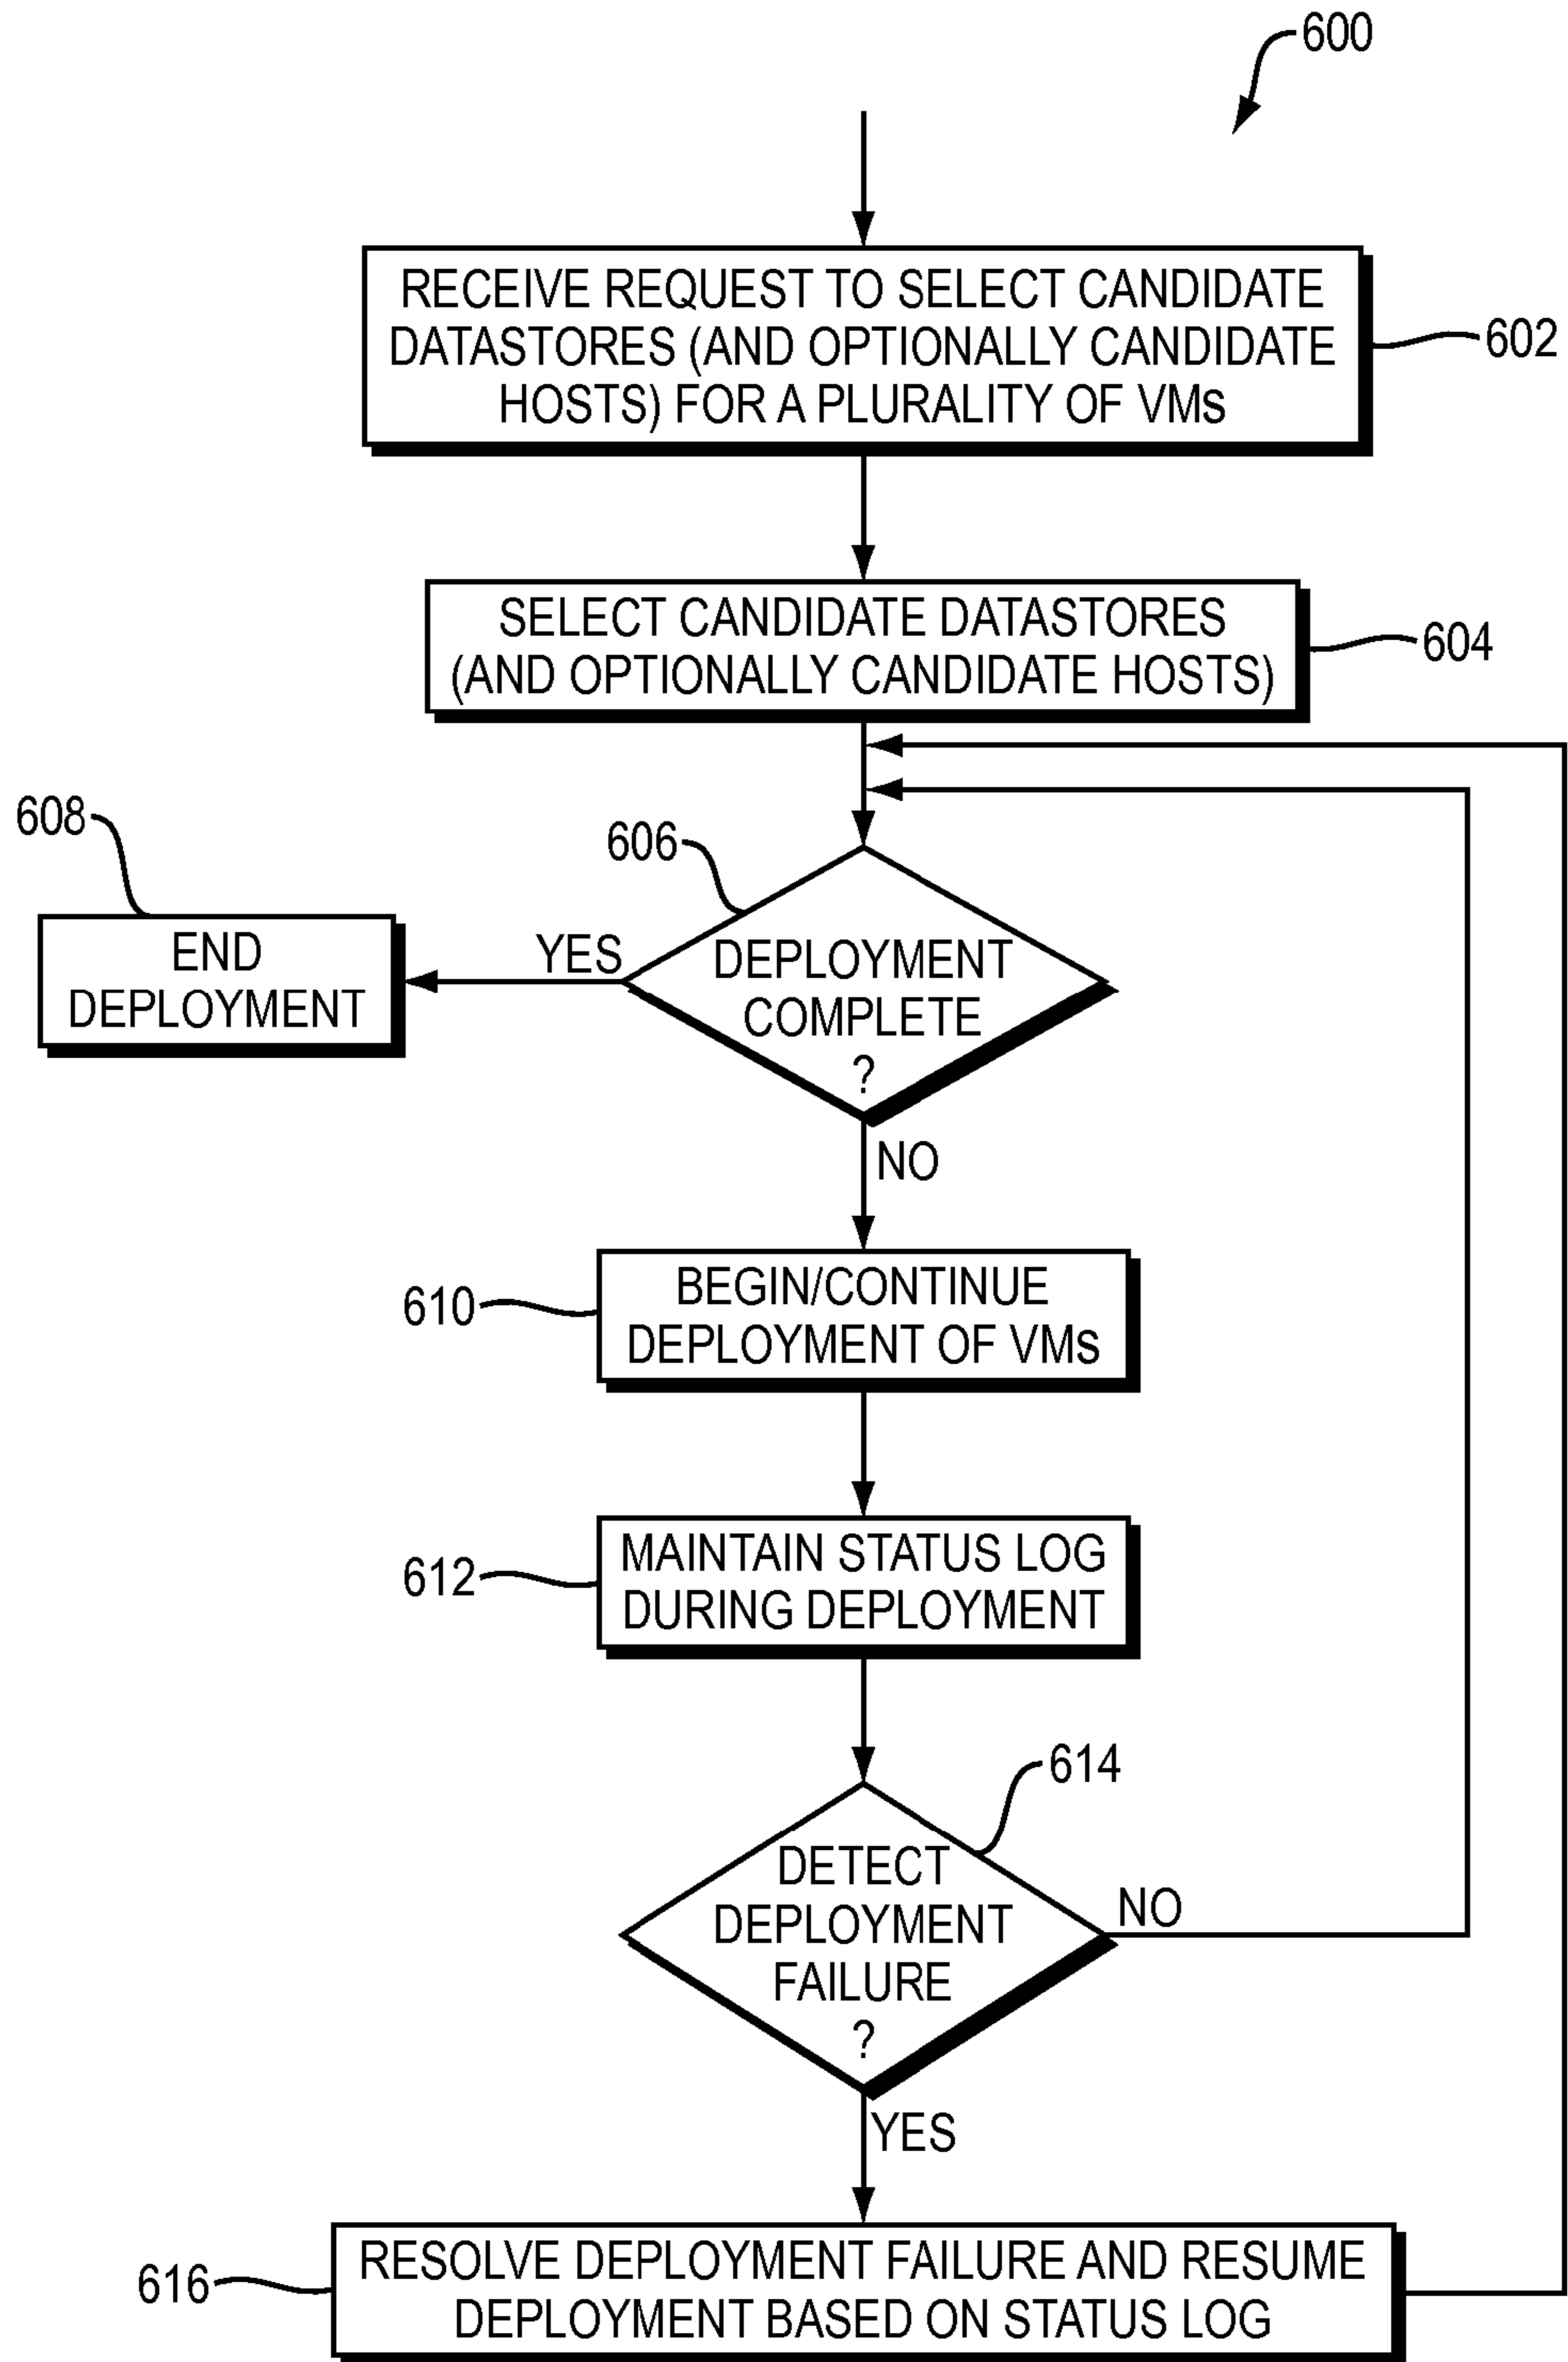 600
RECEIVE REQUEST TO SELECT CANDIDATE
DATASTORES (AND OPTIONALLY CANDIDATE
HOSTS) FOR A PLURALITY OF VMs
602
SELECT CANDIDATE DATASTORES
(AND OPTIONALLY CANDIDATE HOSTS)
604
608
606
END
DEPLOYMENT
YES
DEPLOYMENT
COMPLETE
?
NO
610
BEGIN/CONTINUE
DEPLOYMENT OF VMs
612
MAINTAIN STATUS LOG
DURING DEPLOYMENT
614
DETECT
DEPLOYMENT
FAILURE
?
NO
YES
616
RESOLVE DEPLOYMENT FAILURE AND RESUME
DEPLOYMENT BASED ON STATUS LOG